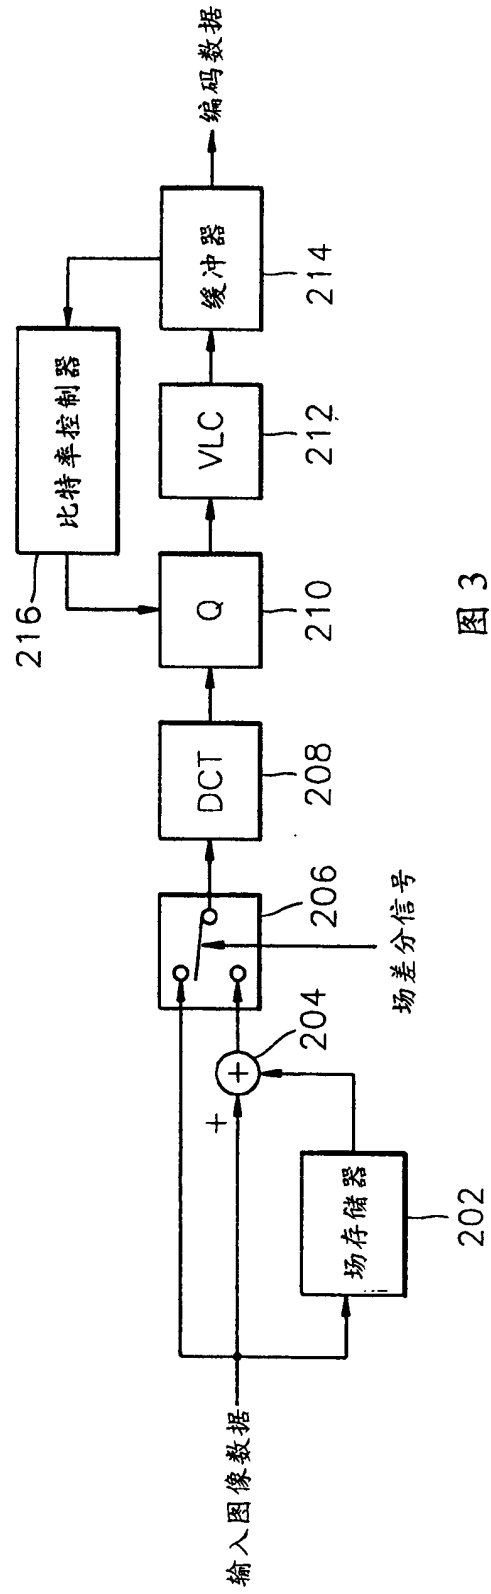 输入图像数据
场存储器
202
+
+
204
场差分信号
206
DCT
208
Q
210
VLC
212
缓冲器
214
比特率控制器
216
编码数据
图 3